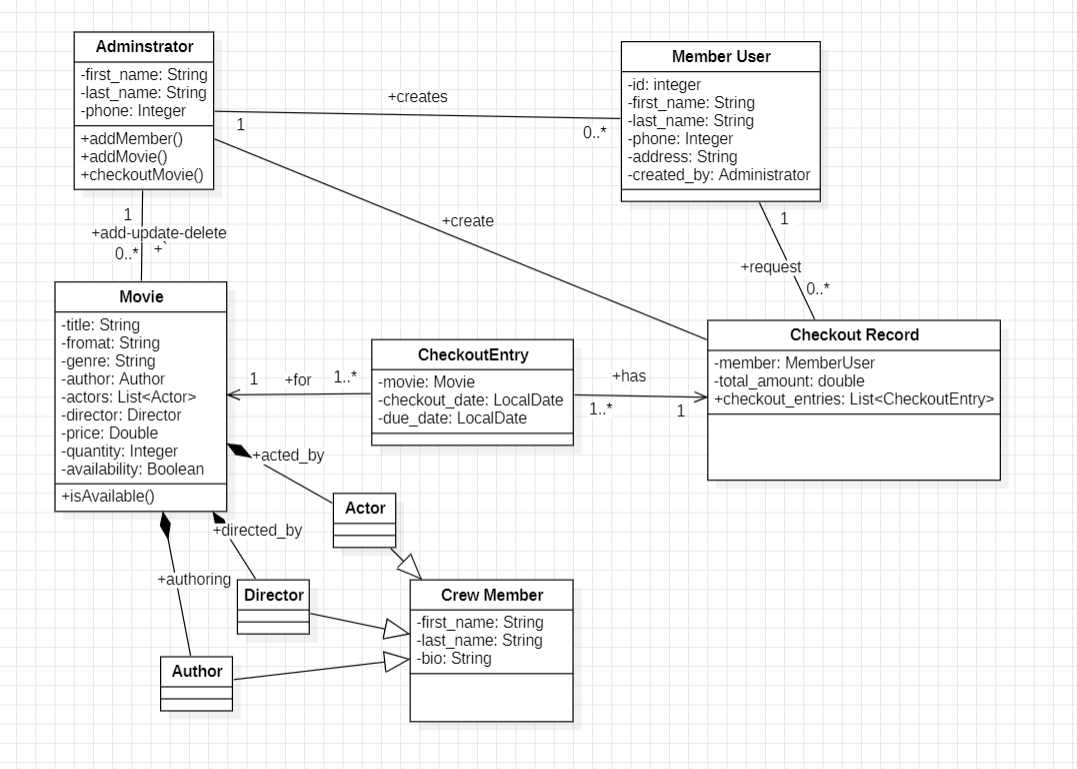 Adminstrator
-first_name: String
-last_name: String
-phone: Integer
+addMember()
+addMovie()
+checkoutMovie()
+creates
1
0..*
Member User
-id: integer
-first_name: String
-last_name: String
-phone: Integer
-address: String
-created_by: Administrator
+create
1
+add-update-delete
0..*
+`
1
+request
0..*
Movie
-title: String
-fromat: String
-genre: String
-author: Author
-actors: List<Actor>
-director: Director
-price: Double
-quantity: Integer
-availability: Boolean
+isAvailable()
1
+for
1..*
CheckoutEntry
-movie: Movie
-checkout_date: LocalDate
-due_date: LocalDate
+has
1..*
1
Checkout Record
-member: MemberUser
-total_amount: double
+checkout_entries: List<CheckoutEntry>
+acted_by
Actor
+directed_by
+authoring
Director
Author
Crew Member
-first_name: String
-last_name: String
-bio: String